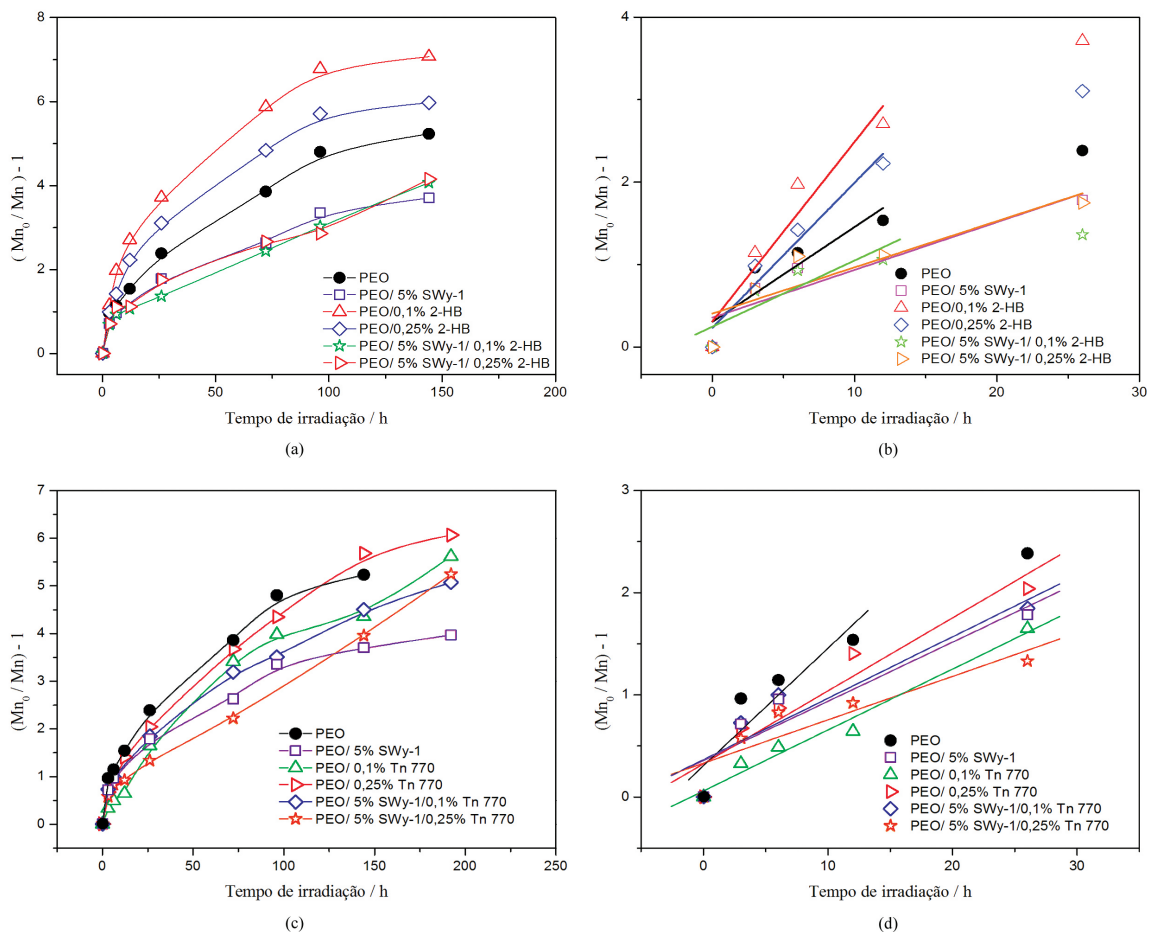 8
6
4
2
0
0
50
100
150
200
( Mn0 / Mn ) - 1
PEO
PEO/ 5% SWy-1
PEO/0,1% 2-HB
PEO/0,25% 2-HB
PEO/ 5% SWy-1/ 0,1% 2-HB
PEO/ 5% SWy-1/ 0,25% 2-HB
Tempo de irradiação / h
(a)
4
2
0
0
10
20
30
( Mn0 / Mn ) - 1
PEO
PEO/ 5% SWy-1
PEO/0,1% 2-HB
PEO/0,25% 2-HB
PEO/ 5% SWy-1/ 0,1% 2-HB
PEO/ 5% SWy-1/ 0,25% 2-HB
Tempo de irradiação / h
(b)
7
6
5
4
3
2
1
0
0
50
100
150
200
250
(Mn0 / Mn) - 1
PEO
PEO/ 5% SWy-1
PEO/ 0,1% Tn 770
PEO/ 0,25% Tn 770
PEO/ 5% SWy-1/0,1% Tn 770
PEO/ 5% SWy-1/0,25% Tn 770
Tempo de irradiação / h
(c)
3
2
1
0
0
10
20
30
(Mn0 / Mn) - 1
PEO
PEO/ 5% SWy-1
PEO/ 0,1% Tn 770
PEO/ 0,25% Tn 770
PEO/ 5% SWy-1/0,1% Tn 770
PEO/ 5% SWy-1/0,25% Tn 770
Tempo de irradiação / h
(d)